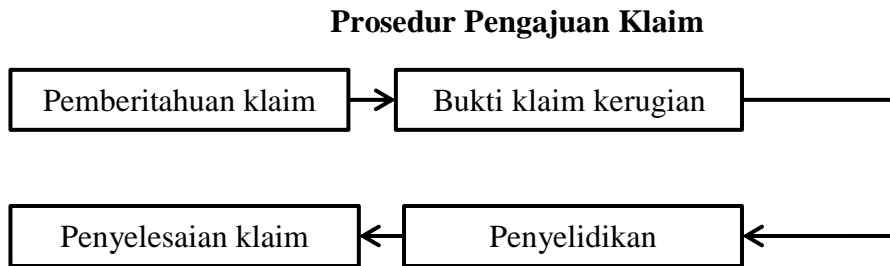 Prosedur Pengajuan Klaim
Pemberitahuan klaim
Bukti klaim kerugian
Penyelidikan
Penyelesaian klaim